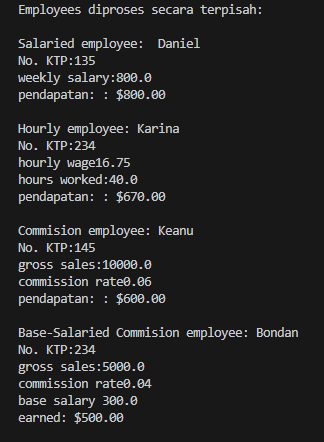 Employees diproses secara terpisah:
Salaried employee:  Daniel
No. KTP:135
weekly salary:800.0
pendapatan: : $800.00
Hourly employee: Karina
No. KTP:234
hourly wage16.75
hours worked:40.0
pendapatan: : $670.00
Commision employee: Keanu
No. KTP:145
gross sales:10000.0
commission rate0.06
pendapatan: : $600.00
Base-Salaried Commision employee: Bondan
No. KTP:234
gross sales:5000.0
commission rate0.04
base salary 300.0
earned: $500.00